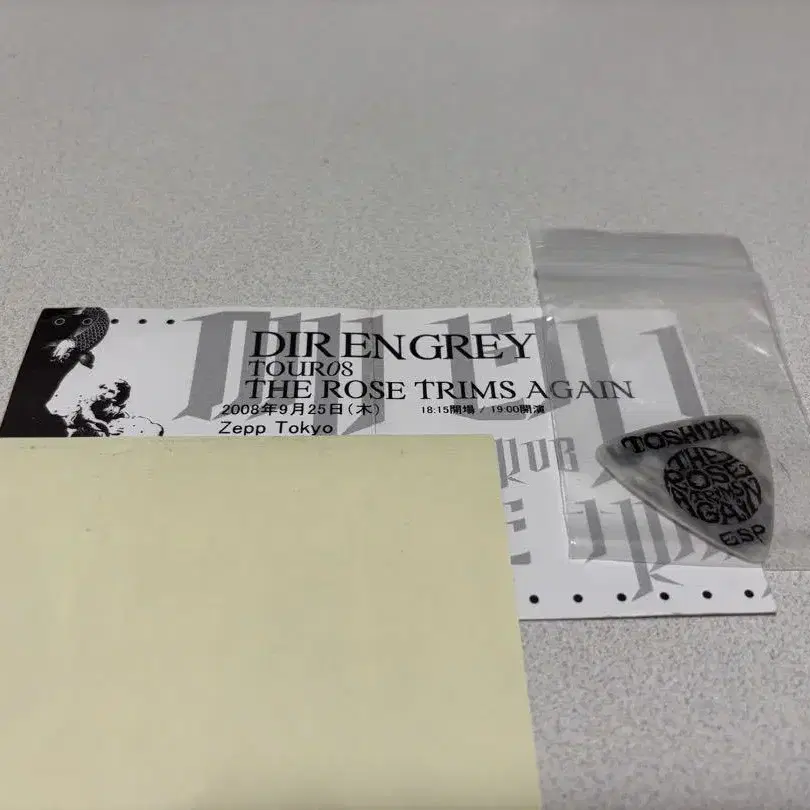 DIR EN GREY
TOUR08
THE ROSE TRIMS AGAIN
2008年9月25日(木) 18:15開場 / 19:00開演
Zepp Tokyo
TOSHIYA
THE
ROSE
TRIMS
AGAIN
ESP